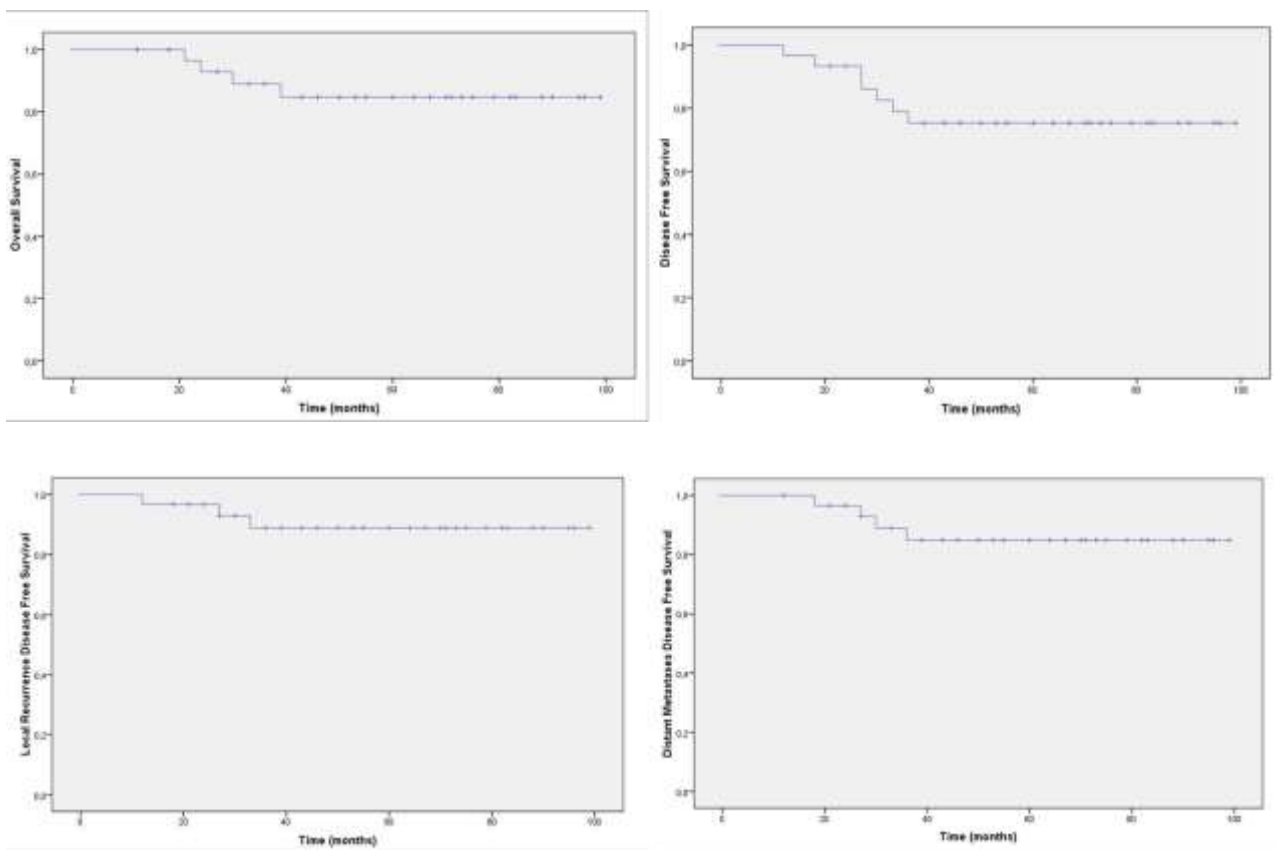 Overall Survival
1,0
0,8
0,6
0,4
0,2
0,0
0 20 40 60 80 100
Time (months)
Disease Free Survival
1,0
0,8
0,6
0,4
0,2
0,0
0 20 40 60 80 100
Time (months)
Local Recurrence Disease Free Survival
1,0
0,8
0,6
0,4
0,2
0,0
0 20 40 60 80 100
Time (months)
Distant Metastases Disease Free Survival
1,0
0,8
0,6
0,4
0,2
0,0
0 20 40 60 80 100
Time (months)